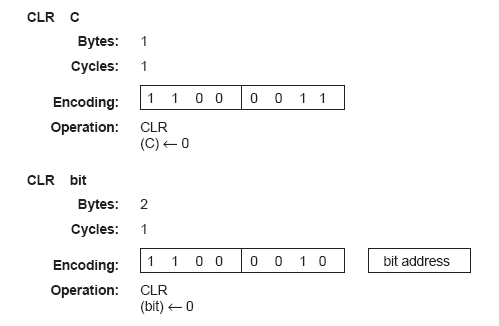 CLR C
Bytes: 1
Cycles: 1
Encoding: 1 1 0 0 0 0 1 1
Operation: CLR
(C) ← 0
CLR bit
Bytes: 2
Cycles: 1
Encoding: 1 1 0 0 0 0 1 0 bit address
Operation: CLR
(bit) ← 0